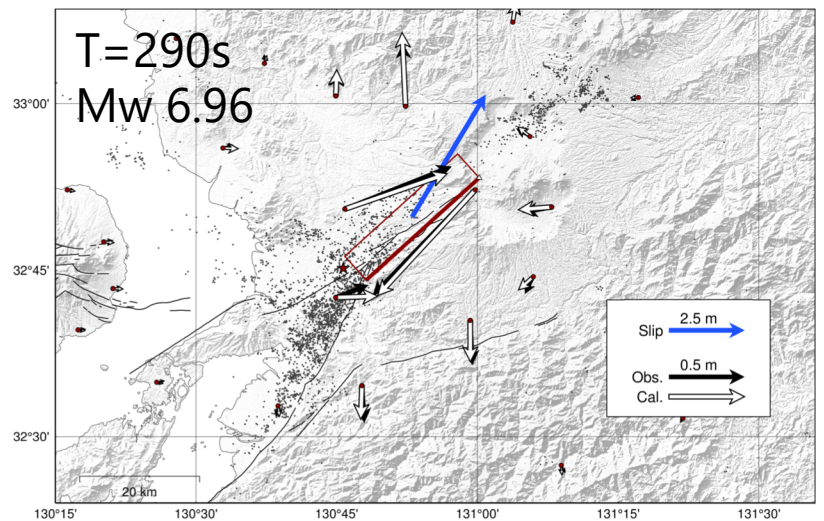 T=290s
Mw 6.96
33°00'
32°45'
32°30'
2.5 m
Slip
0.5 m
Obs.
Cal.
20 km
130°15' 130°30' 130°45' 131°00' 131°15' 131°30'